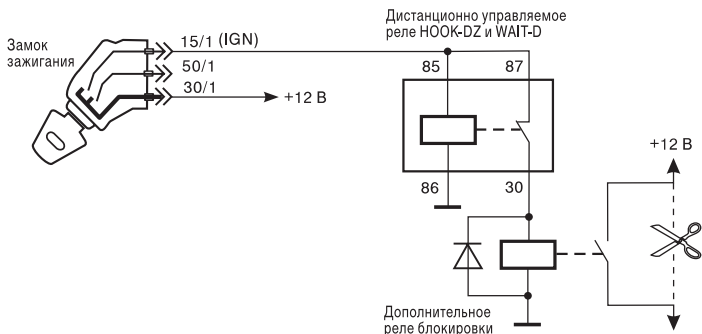 Дистанционно управляемое
реле HOOK-DZ и WAIT-D
Замок
зажигания
15/1 (IGN)
50/1
30/1
+12 В
85
87
86
30
+12 В
Дополнительное
реле блокировки